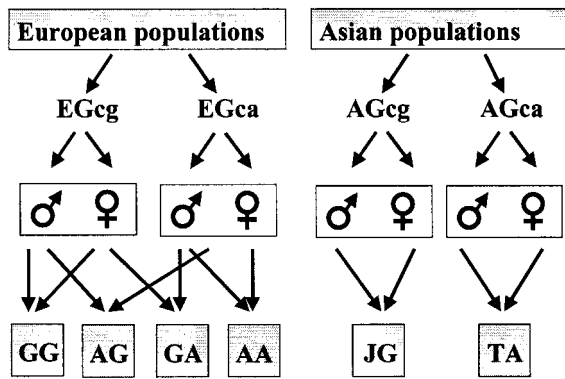 European populations Asian populations
EGcg EGca AGcg AGca
♂ ♀ ♂ ♀ ♂ ♀ ♂ ♀
GG AG GA AA JG TA